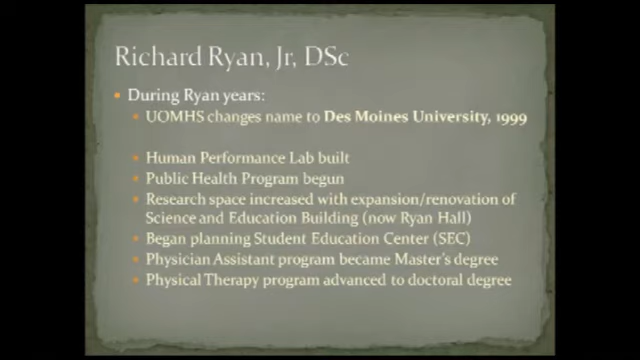 Richard Ryan, Jr, DSc
• During Ryan years:
• UOMHS changes name to Des Moines University, 1999
• Human Performance Lab built
• Public Health Program begun
• Research space increased with expansion/renovation of
Science and Education Building (now Ryan Hall)
• Began planning Student Education Center (SEC)
• Physician Assistant program became Master's degree
• Physical Therapy program advanced to doctoral degree